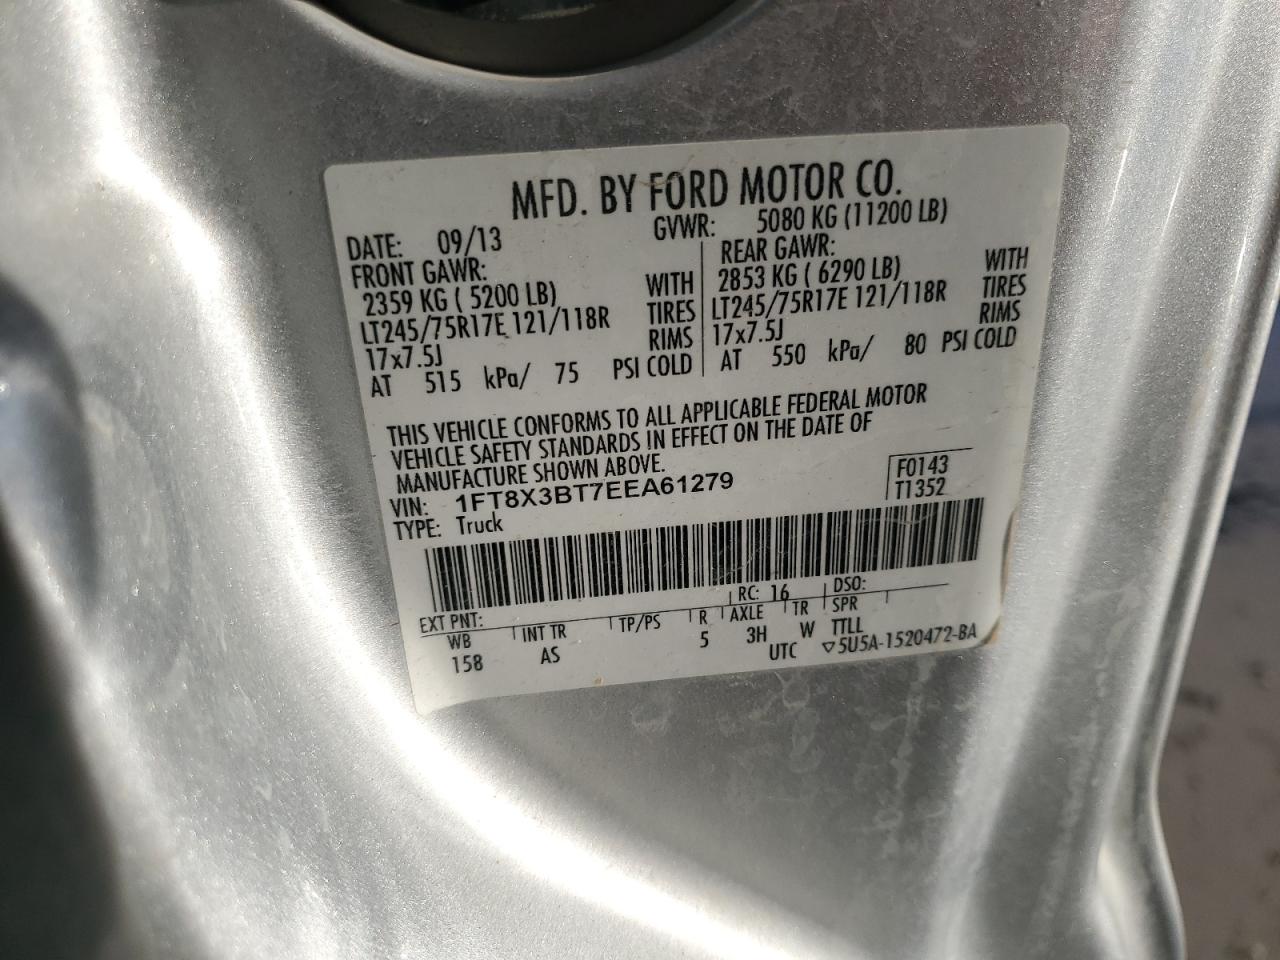 MFD. BY FORD MOTOR CO.
DATE: 09/13 GVWR: 5080 KG (11200 LB)
FRONT GAWR: REAR GAWR:
2359 KG ( 5200 LB) WITH 2853 KG ( 6290 LB) WITH
LT245/75R17E 121/118R TIRES LT245/75R17E 121/118R TIRES
17x7.5J RIMS 17x7.5J RIMS
AT 515 kPa/ 75 PSI COLD AT 550 kPa/ 80 PSI COLD
THIS VEHICLE CONFORMS TO ALL APPLICABLE FEDERAL MOTOR
VEHICLE SAFETY STANDARDS IN EFFECT ON THE DATE OF
MANUFACTURE SHOWN ABOVE.
VIN: 1FT8X3BT7EEA61279 F0143
TYPE: Truck T1352
EXT PNT: RC: 16 DSO:
WB INT TR TP/PS R AXLE TR SPR
158 AS 5 3H W TTLL
UTC ▽5U5A-1520472-BA